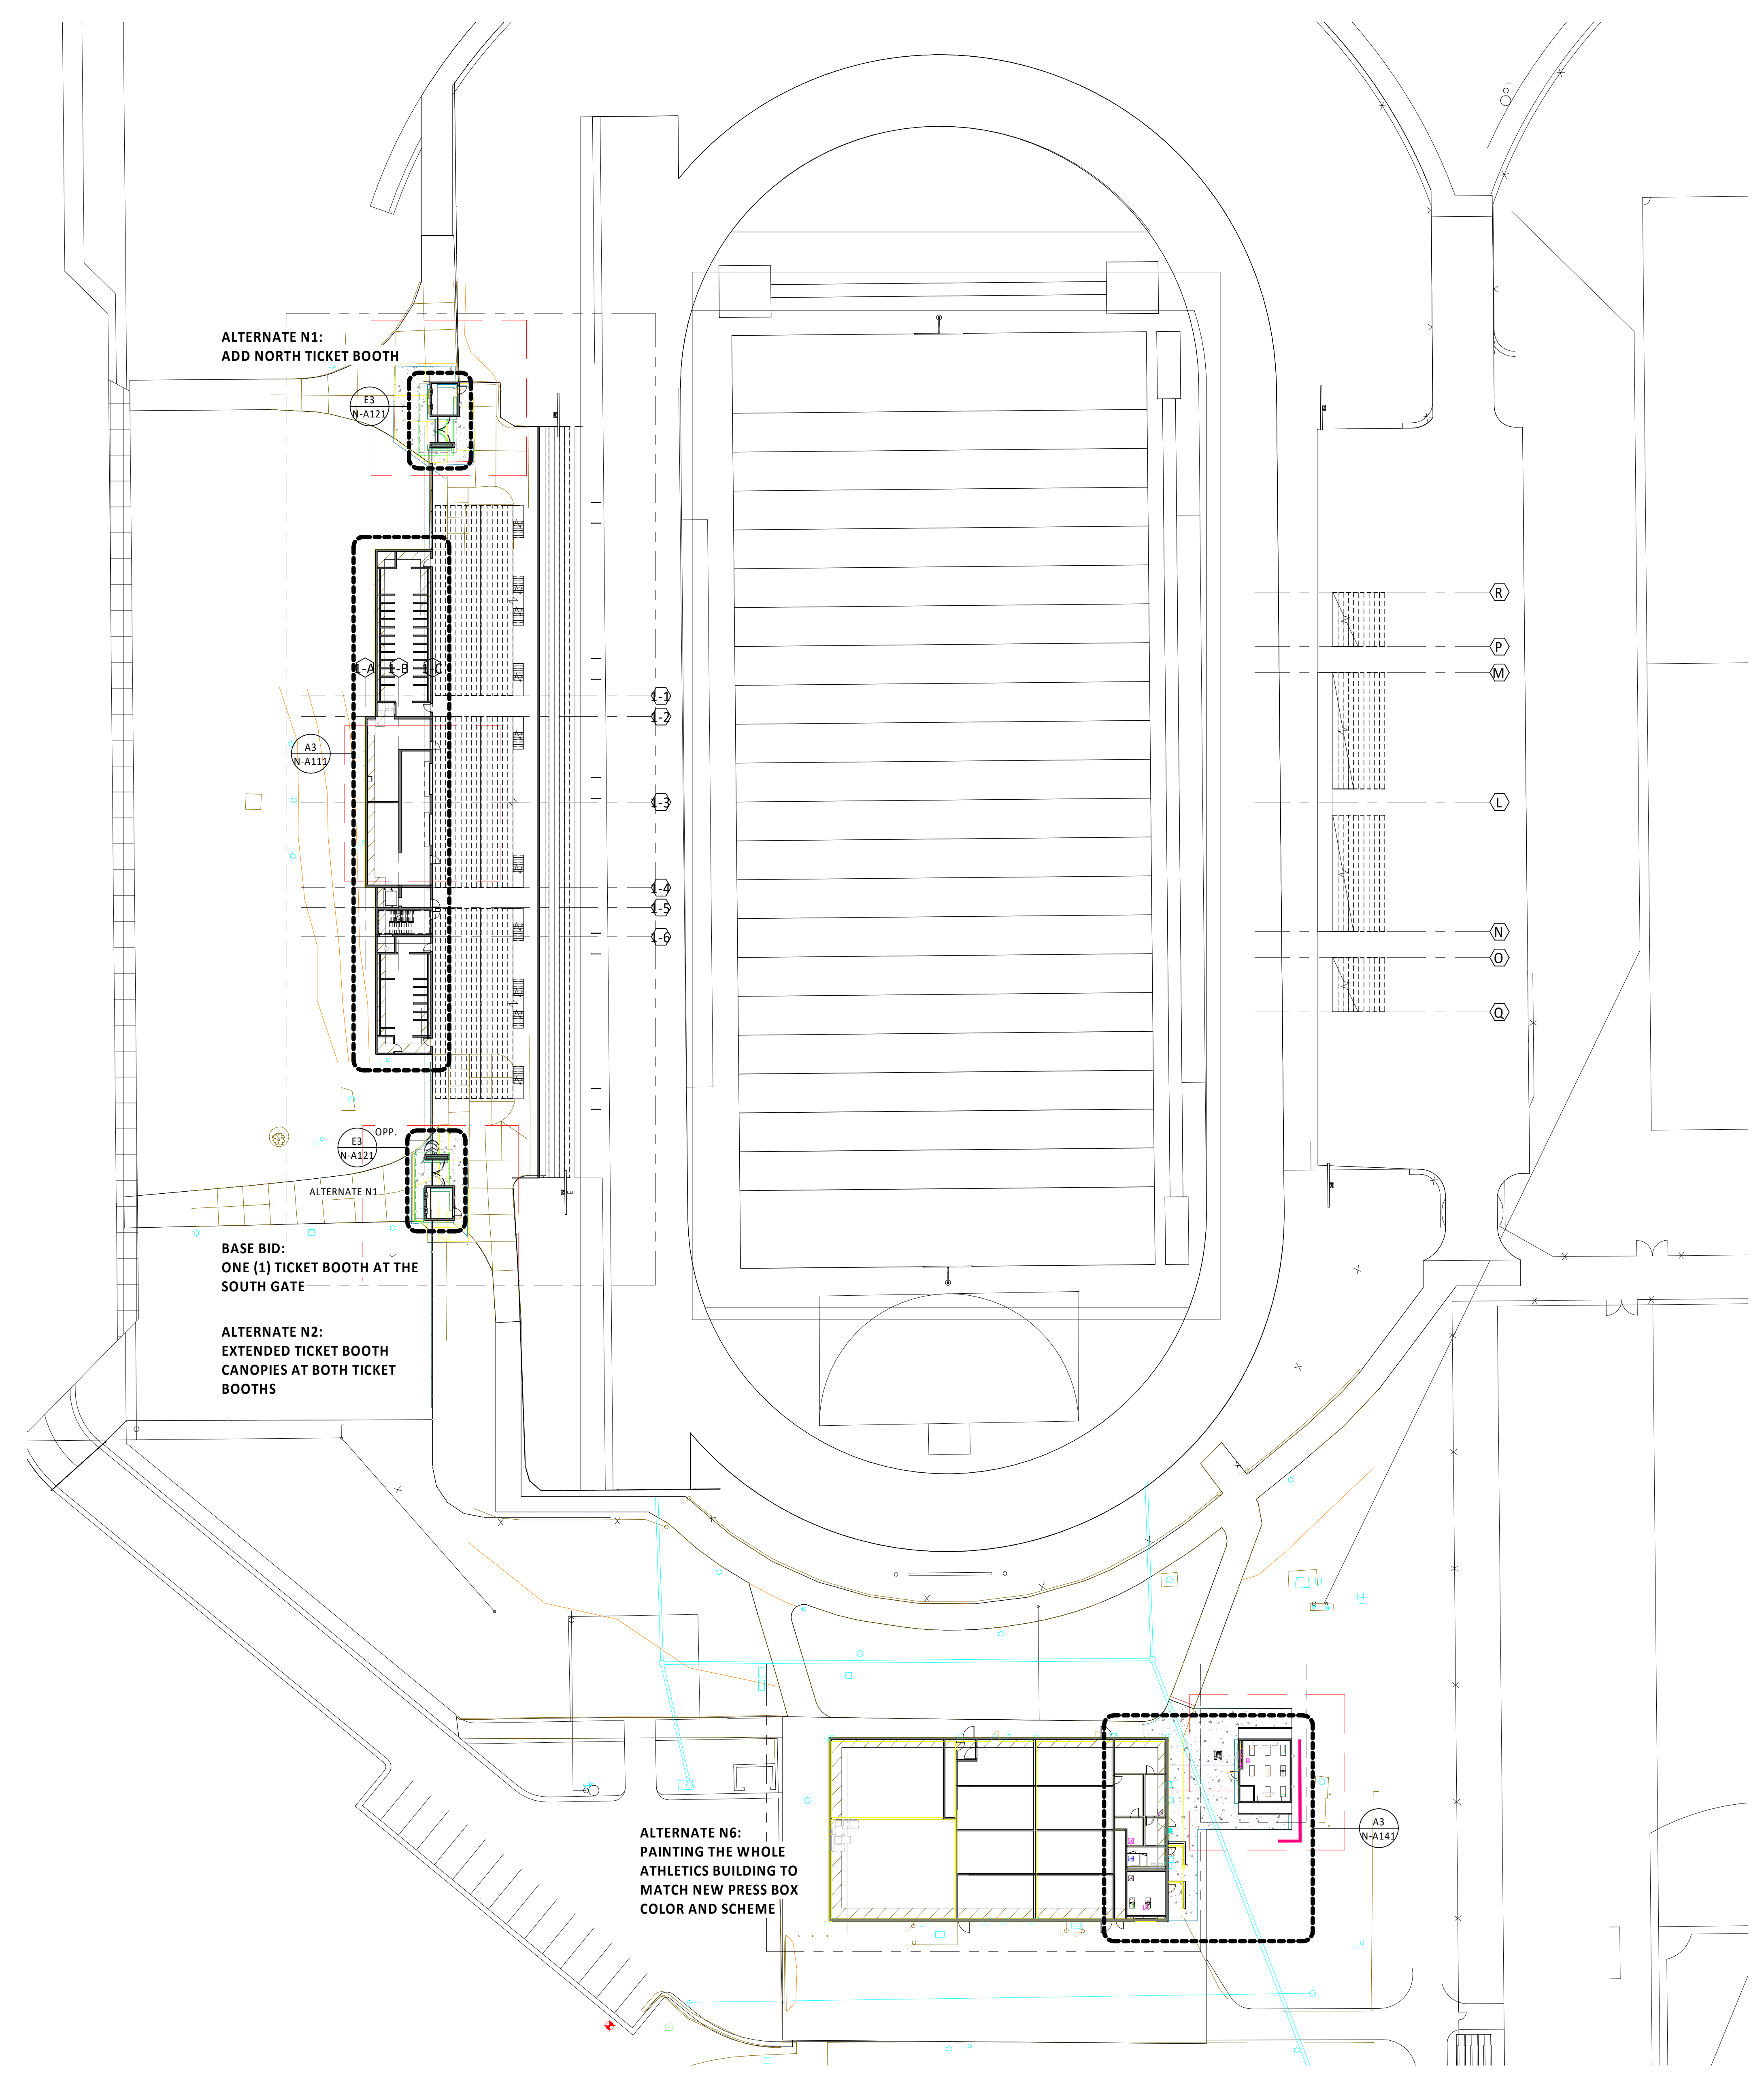 ALTERNATE N1:
ADD NORTH TICKET BOOTH
E3
N-A121
R
P
M
1-A
1-B
1-C
1-1
1-2
A3
N-A111
1-3
L
1-4
1-5
1-6
N
O
Q
OPP.
E3
N-A121
ALTERNATE N1
BASE BID:
ONE (1) TICKET BOOTH AT THE
SOUTH GATE
ALTERNATE N2:
EXTENDED TICKET BOOTH
CANOPIES AT BOTH TICKET
BOOTHS
ALTERNATE N6:
PAINTING THE WHOLE
ATHLETICS BUILDING TO
MATCH NEW PRESS BOX
COLOR AND SCHEME
A3
N-A141